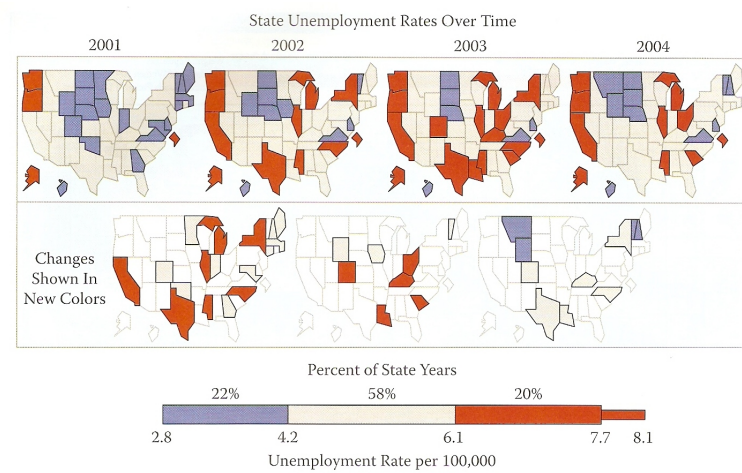 State Unemployment Rates Over Time
2001 2002 2003 2004
Changes
Shown In
New Colors
Percent of State Years
22% 58% 20%
2.8 4.2 6.1 7.7 8.1
Unemployment Rate per 100,000